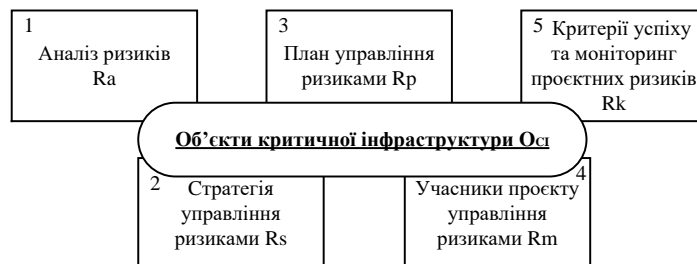 1
Аналіз ризиків
Ra
3
План управління
ризиками Rp
5 Критерії успіху
та моніторинг
проєктних ризиків
Rk
Об’єкти критичної інфраструктури OCI
2
Стратегія
управління
ризиками Rs
4
Учасники проєкту
управління
ризиками Rm